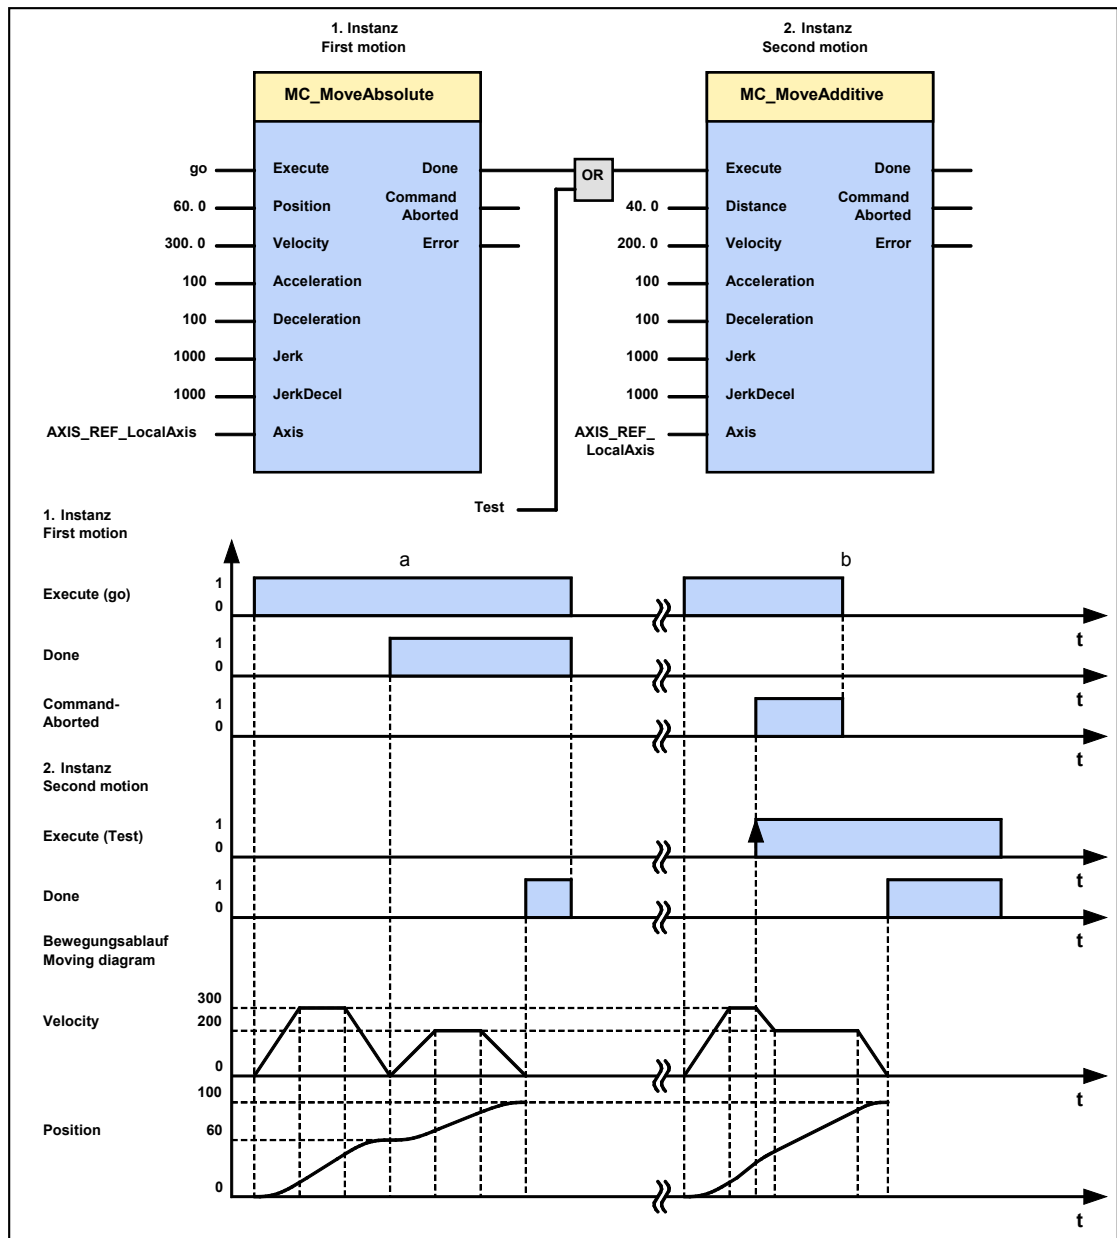 1. Instanz
First motion
2. Instanz
Second motion
MC_MoveAbsolute
MC_MoveAdditive
go
Execute
Done
OR
Execute
Done
60. 0
Position
Command
Aborted
40. 0
Distance
Command
Aborted
300. 0
Velocity
Error
200. 0
Velocity
Error
100
Acceleration
100
Acceleration
100
Deceleration
100
Deceleration
1000
Jerk
1000
Jerk
1000
JerkDecel
1000
JerkDecel
AXIS_REF_LocalAxis
Axis
AXIS_REF_
LocalAxis
Axis
Test
1. Instanz
First motion
a
b
Execute (go)
1
0
t
Done
1
0
t
Command-
Aborted
1
0
t
2. Instanz
Second motion
Execute (Test)
1
0
t
Done
1
0
t
Bewegungsablauf
Moving diagram
Velocity
300
200
0
t
Position
100
60
0
t